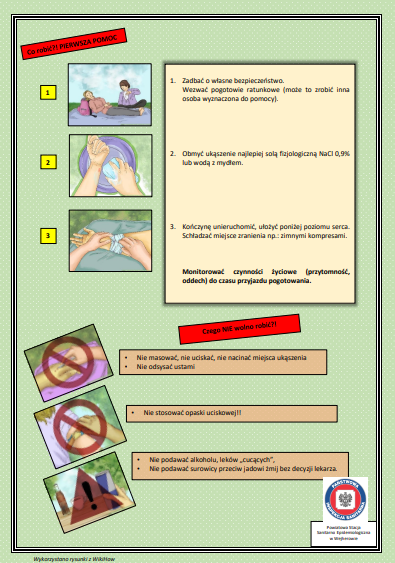 Co robić?! PIERWSZA POMOC
1
1. Zadbać o własne bezpieczeństwo.
Wezwać pogotowie ratunkowe (może to zrobić inna
osoba wyznaczona do pomocy).
2
2. Obmyć ukąszenie najlepiej solą fizjologiczną NaCl 0,9%
lub wodą z mydłem.
3
3. Kończynę unieruchomić, ułożyć poniżej poziomu serca.
Schładzać miejsce zranienia np.: zimnymi kompresami.
Monitorować czynności życiowe (przytomność,
oddech) do czasu przyjazdu pogotowania.
Czego NIE wolno robić?!
• Nie masować, nie uciskać, nie nacinać miejsca ukąszenia
• Nie odsysać ustami
• Nie stosować opaski uciskowej!!
• Nie podawać alkoholu, leków „cucących”,
• Nie podawać surowicy przeciw jadowi żmij bez decyzji lekarza.
PAŃSTWOWA
INSPEKCJA SANITARNA
Powiatowa Stacja
Sanitarno Epidemiologiczna
w Wejherowie
Wykorzystano rysunki z WikiHow